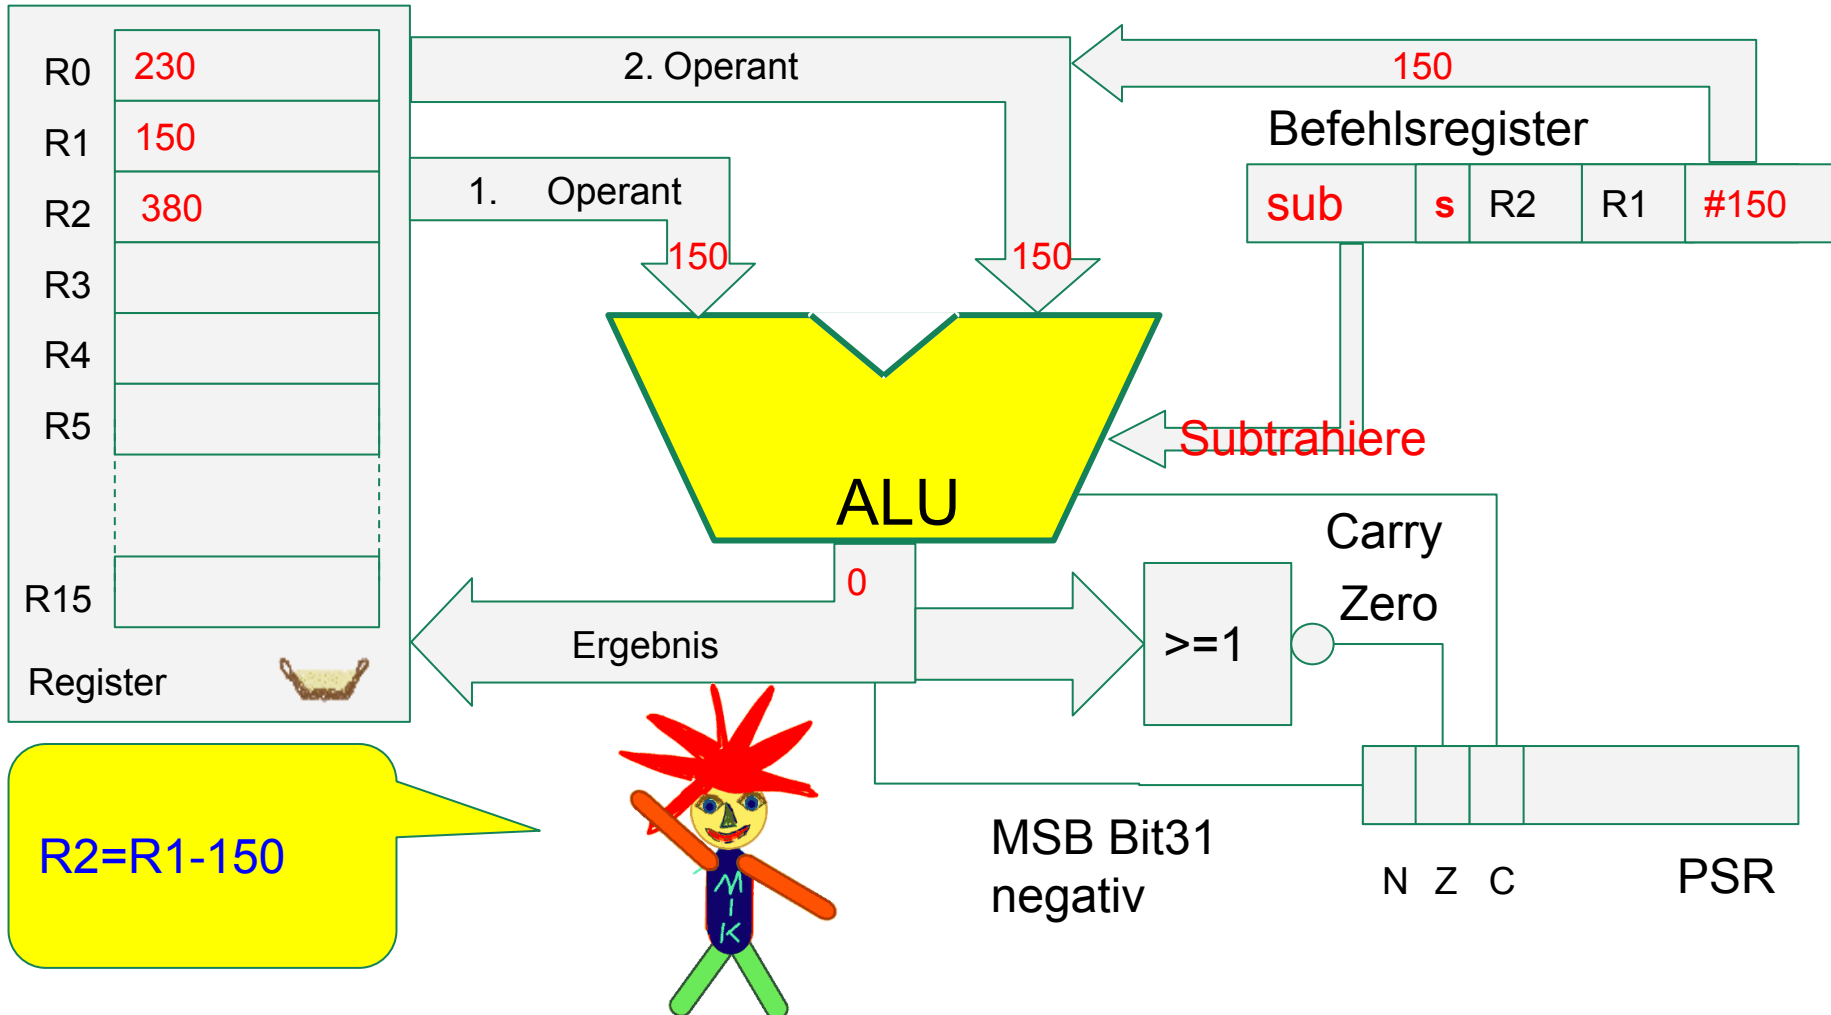 R0 230
R1 150
R2 380
R3
R4
R5
R15
Register
2. Operant
1. Operant
150
150
150
Befehlsregister
sub s R2 R1 #150
Subtrahiere
ALU
0
Ergebnis
>=1
Carry
Zero
R2=R1-150
MIK
MSB Bit31
negativ
N Z C
PSR